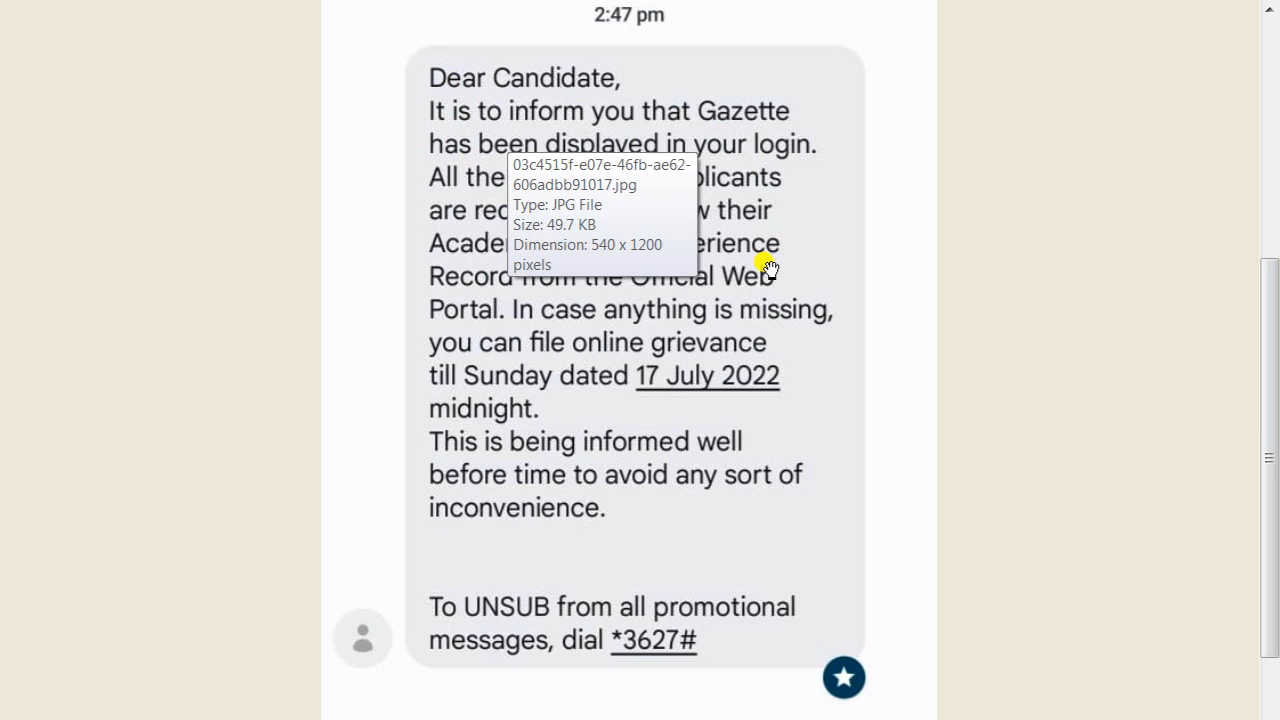 2:47 pm
Dear Candidate,
It is to inform you that Gazette
has been displayed in your login.
All the
are
their
Record from the Official Web
Portal. In case anything is missing,
you can file online grievance
till Sunday dated 17 July 2022
midnight.
This is being informed well
before time to avoid any sort of
inconvenience.
To UNSUB from all promotional
messages, dial *3627#
03c4515f-e07e-46fb-ae62-
606adbb91017.jpg
Type: JPG File
Size: 49.7 KB
Dimension: 540 x 1200
pixels